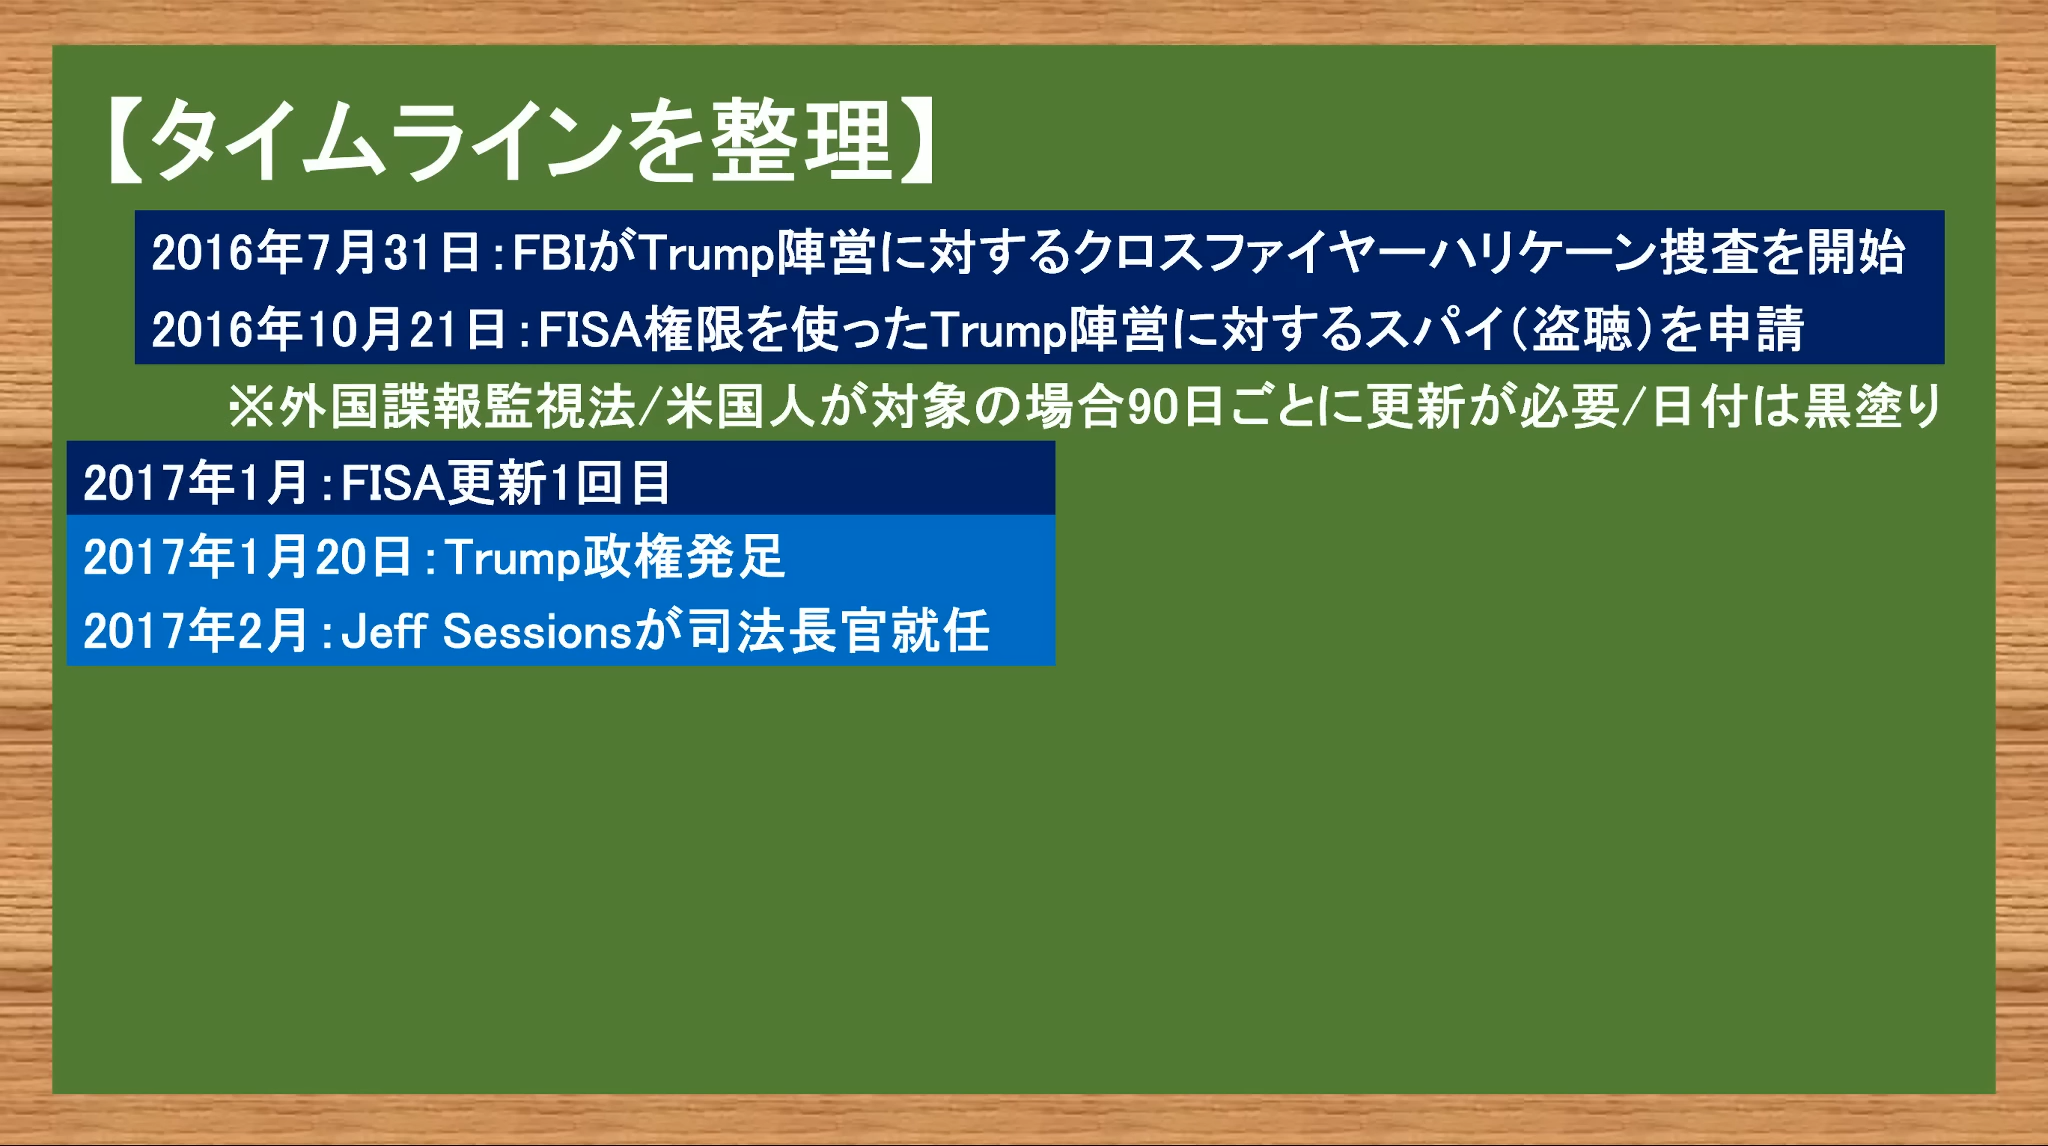 【タイムラインを整理】
2016年7月31日：FBIがTrump陣営に対するクロスファイヤーハリケーン捜査を開始
2016年10月21日：FISA権限を使ったTrump陣営に対するスパイ（盗聴）を申請
※外国諜報監視法/米国人が対象の場合90日ごとに更新が必要/日付は黒塗り
2017年1月：FISA更新1回目
2017年1月20日：Trump政権発足
2017年2月：Jeff Sessionsが司法長官就任